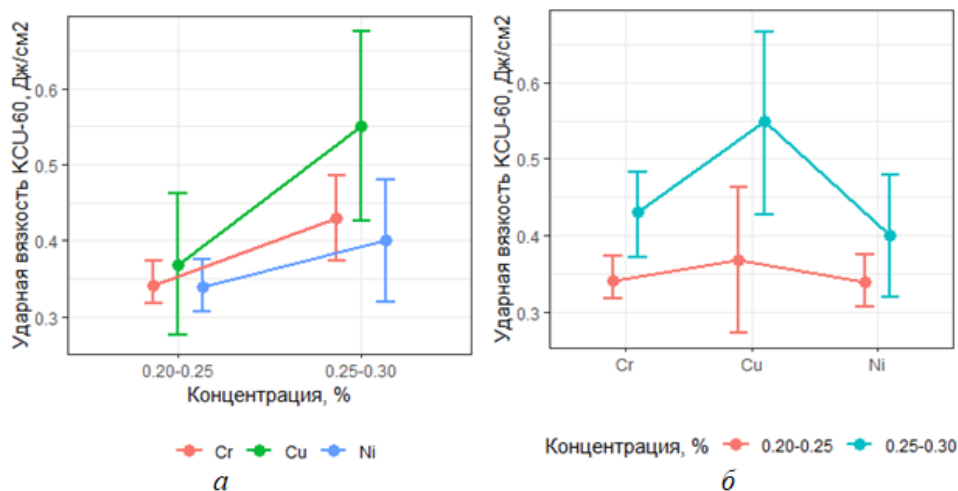 Ударная вязкость KCU-60, Дж/см2
0.6
0.5
0.4
0.3
0.20-0.25
0.25-0.30
Концентрация, %
Cr
Cu
Ni
а
Ударная вязкость KCU-60, Дж/см2
0.6
0.5
0.4
0.3
Cr
Cu
Ni
Концентрация, %
0.20-0.25
0.25-0.30
б